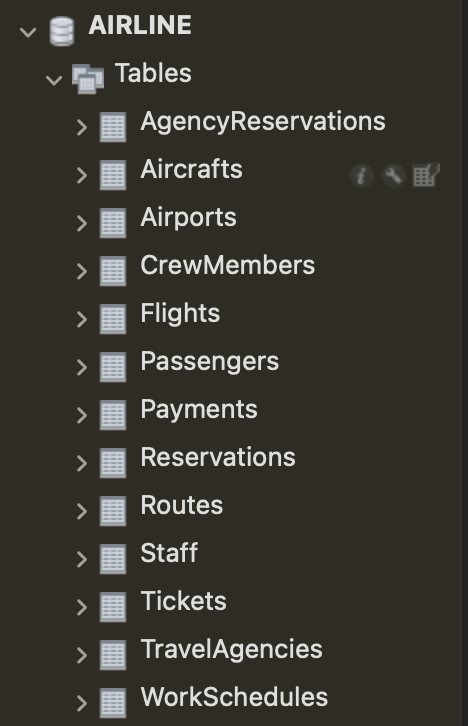 AIRLINE
Tables
AgencyReservations
Aircrafts
Airports
CrewMembers
Flights
Passengers
Payments
Reservations
Routes
Staff
Tickets
TravelAgencies
WorkSchedules